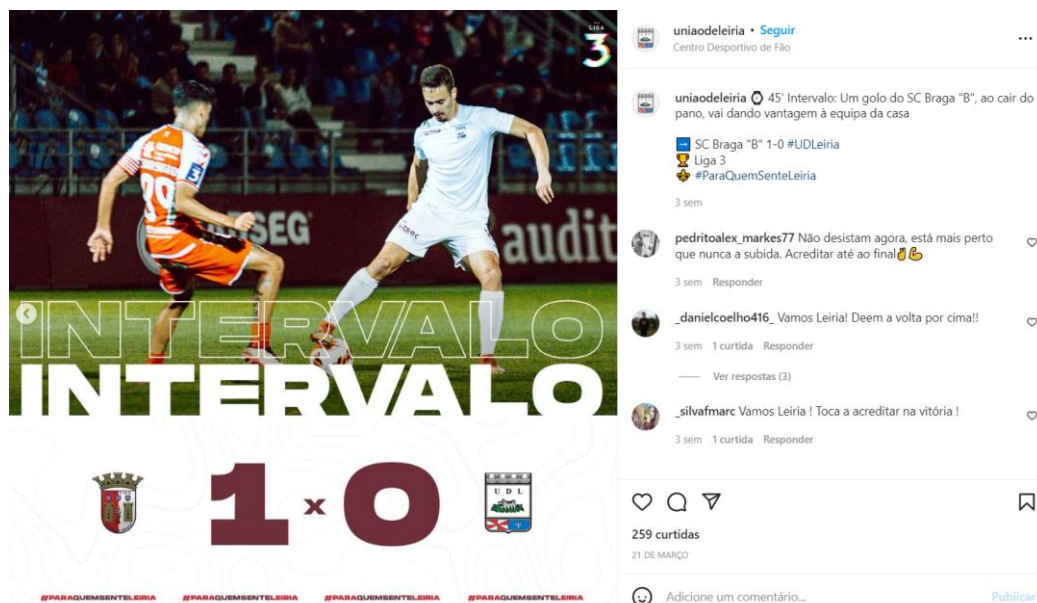 LIGA
3
89
3
SEG
audit
INTERVALO
INTERVALO
1 x 0
UDL
#PARAQUEMSENTELEIRIA #PARAQUEMSENTELEIRIA #PARAQUEMSENTELEIRIA #PARAQUEMSENTELEIRIA
uniaodeleiria • Seguir
Centro Desportivo de Fão
uniaodeleiria ⌚ 45' Intervalo: Um golo do SC Braga "B", ao cair do
pano, vai dando vantagem à equipa da casa
➡️ SC Braga "B" 1-0 #UDLeiria
🏆 Liga 3
⚜️ #ParaQuemSenteLeiria
3 sem
pedritoalex_markes77 Não desistam agora, está mais perto
que nunca a subida. Acreditar até ao final✌️💪
3 sem Responder
_danielcoelho416_ Vamos Leiria! Deem a volta por cima!!
3 sem 1 curtida Responder
Ver respostas (3)
_silvafmarc Vamos Leiria ! Toca a acreditar na vitória !
3 sem 1 curtida Responder
259 curtidas
21 DE MARÇO
Adicione um comentário... Publicar